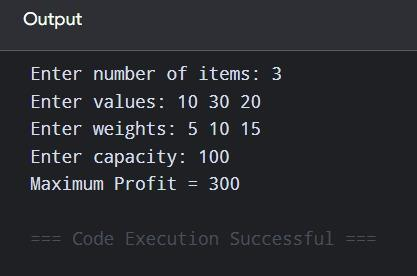 Output
Enter number of items: 3
Enter values: 10 30 20
Enter weights: 5 10 15
Enter capacity: 100
Maximum Profit = 300
=== Code Execution Successful ===